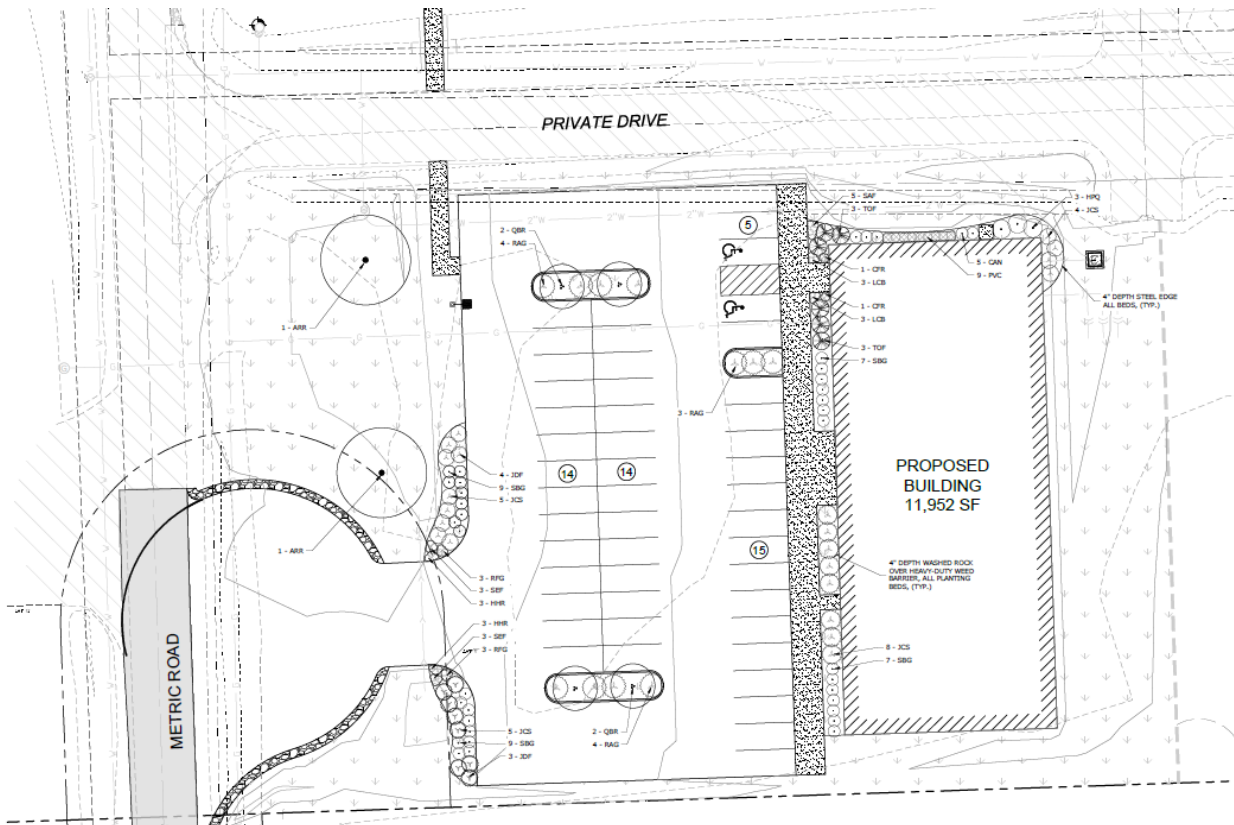 PRIVATE DRIVE
2"W
2"W
2"W
5 - SAF
3 - TOF
3 - HPQ
4 - JCS
5
2 - QBR
4 - RAG
1 - CFR
3 - LCB
5 - CAN
9 - PVC
E
4" DEPTH STEEL EDGE
ALL BEDS, (TYP.)
1 - CFR
3 - LCB
1 - ARR
3 - TOF
7 - SBG
3 - RAG
4 - JDF
9 - SBG
5 - JCS
14
14
PROPOSED
BUILDING
11,952 SF
1 - ARR
15
4" DEPTH WASHED ROCK
OVER HEAVY-DUTY WEED
BARRIER, ALL PLANTING
BEDS, (TYP.)
3 - RFG
3 - SEF
3 - HHR
3 - HHR
3 - SEF
3 - RFG
8 - JCS
7 - SBG
METRIC ROAD
5 - JCS
9 - SBG
3 - JDF
2 - QBR
4 - RAG